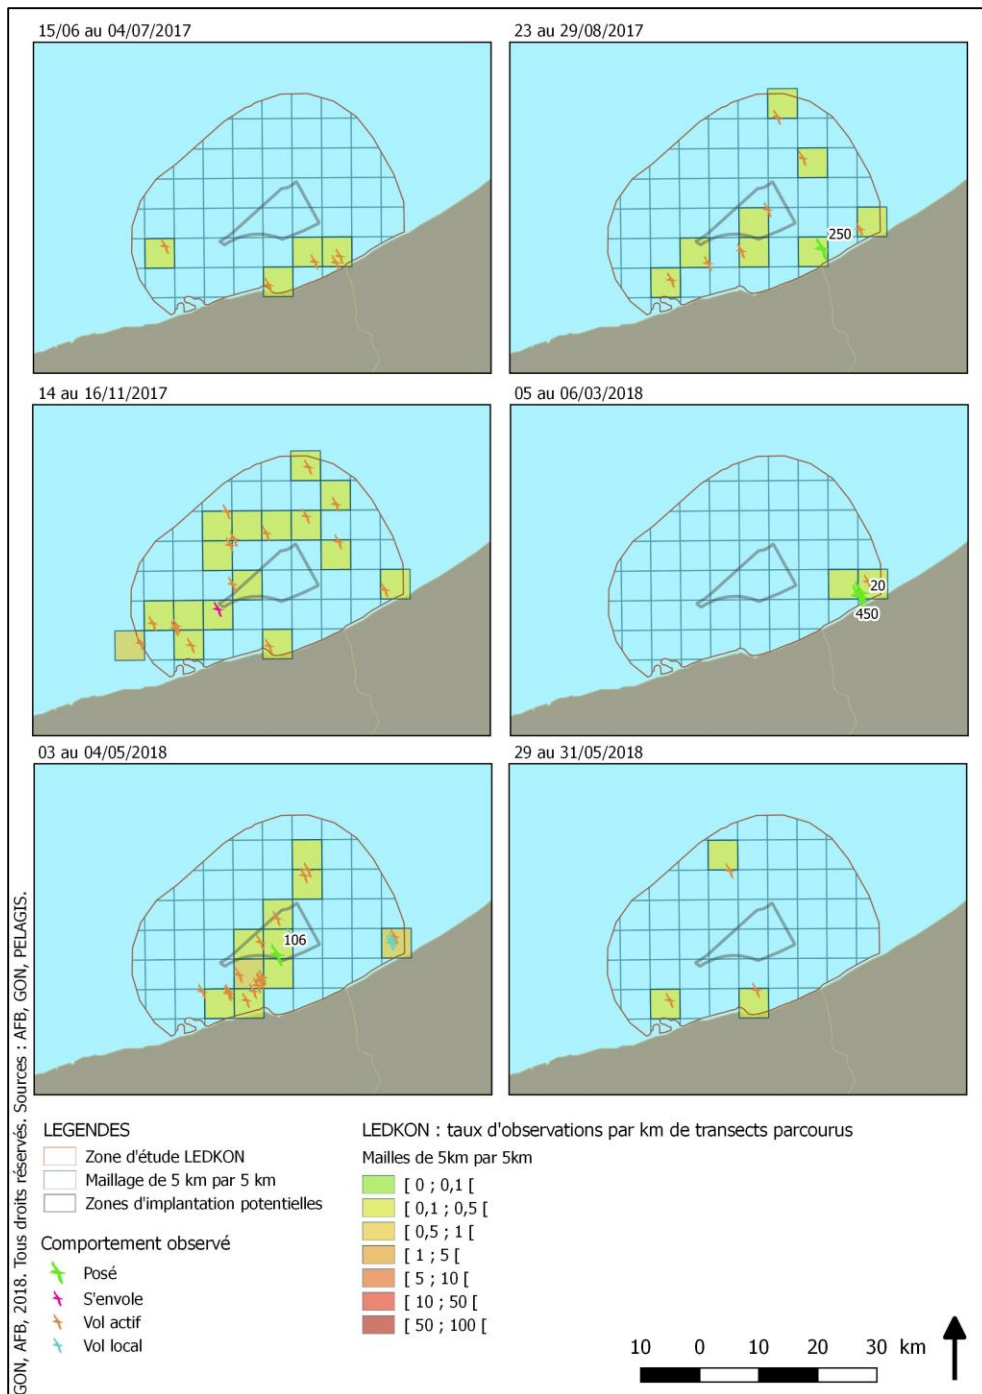 15/06 au 04/07/2017
23 au 29/08/2017
250
14 au 16/11/2017
05 au 06/03/2018
20
450
03 au 04/05/2018
106
29 au 31/05/2018
GON, AFB, 2018. Tous droits réservés. Sources : AFB, GON, PELAGIS.
LEGENDES
Zone d'étude LEDKON
Maillage de 5 km par 5 km
Zones d'implantation potentielles
Comportement observé
Posé
S'envole
Vol actif
Vol local
LEDKON : taux d'observations par km de transects parcourus
Mailles de 5km par 5km
[ 0 ; 0,1 [
[ 0,1 ; 0,5 [
[ 0,5 ; 1 [
[ 1 ; 5 [
[ 5 ; 10 [
[ 10 ; 50 [
[ 50 ; 100 [
10 0 10 20 30 km